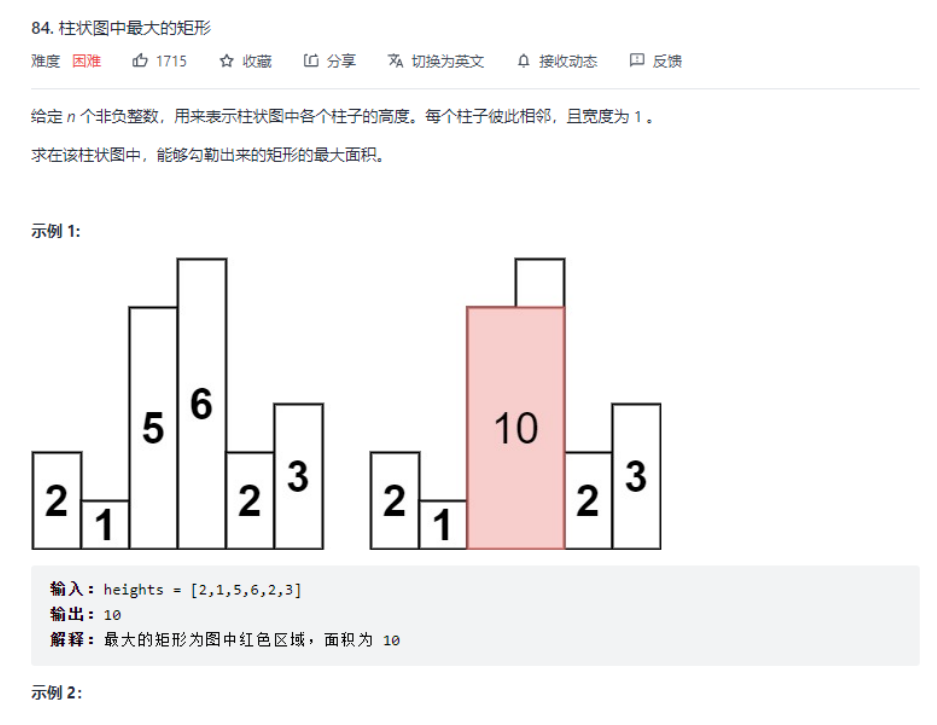 84. 柱状图中最大的矩形
难度 困难 1715 收藏 分享 切换为英文 接收动态 反馈
给定 n 个非负整数，用来表示柱状图中各个柱子的高度。每个柱子彼此相邻，且宽度为 1 。
求在该柱状图中，能够勾勒出来的矩形的最大面积。
示例 1:
2 1 5 6 2 3
2 1 10 2 3
输入：heights = [2,1,5,6,2,3]
输出：10
解释：最大的矩形为图中红色区域，面积为 10
示例 2：